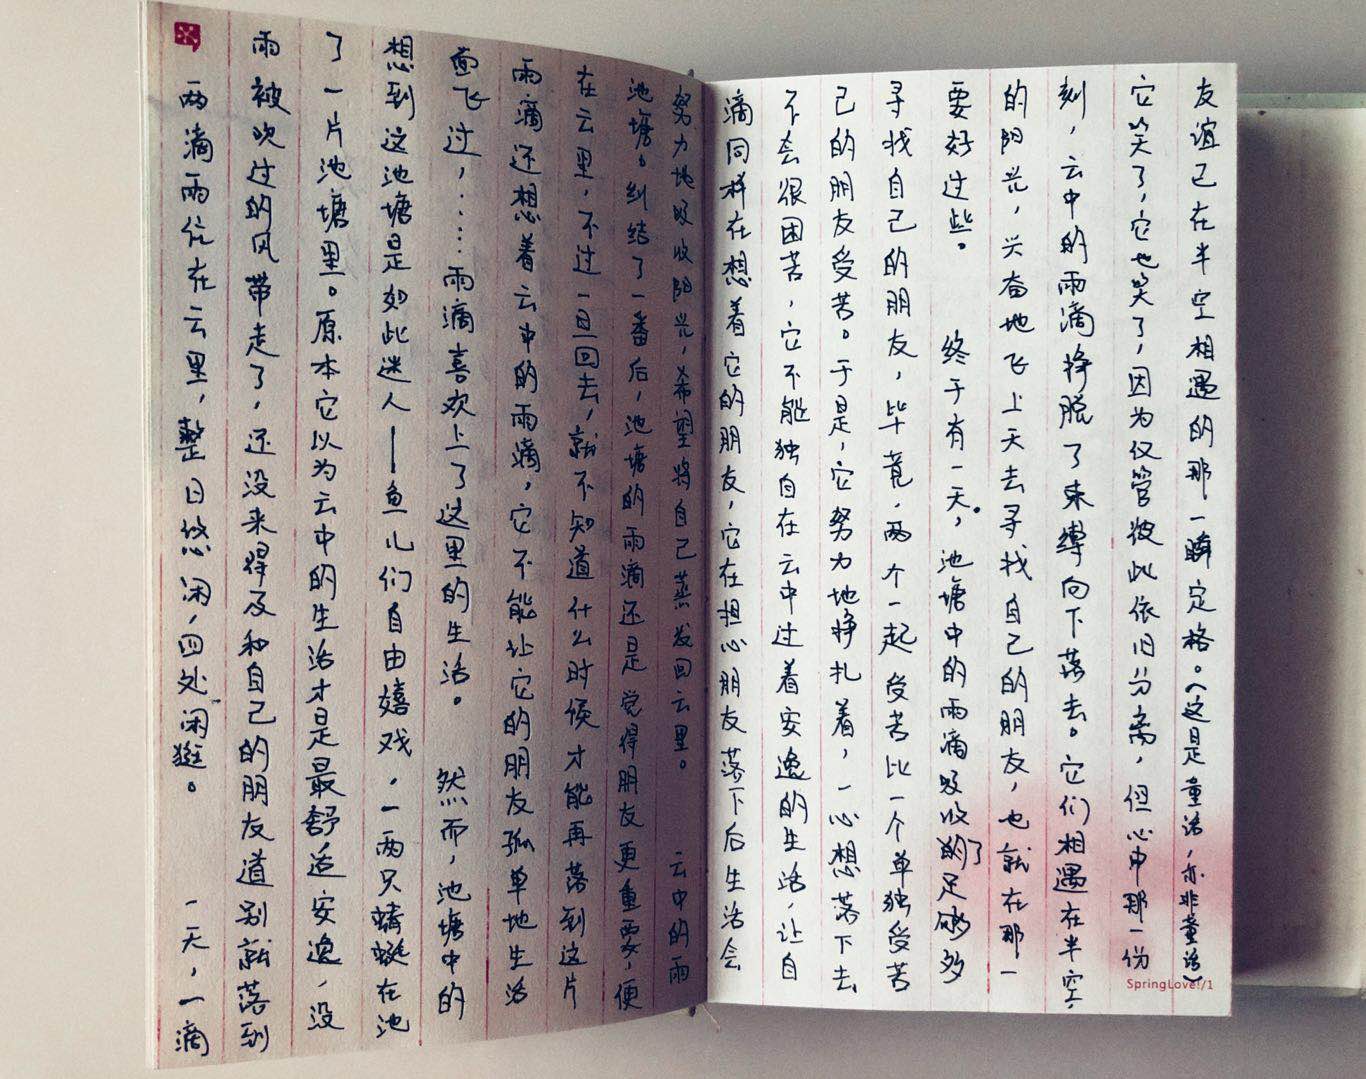 两滴雨住在云里，整日悠闲，四处闲逛。 一天，一滴
雨被吹过的风带走了，还没来得及和自己的朋友道别就落到
了一片池塘里。原本它以为云中的生活才是最舒适安逸，没
想到这池塘是如此迷人——鱼儿们自由嬉戏，一两只蜻蜓在池
面飞过，……雨滴喜欢上了这里的生活。 然而，池塘中的
雨滴还想着云中的雨滴，它不能让它的朋友孤单地生活
在云里，不过一旦回去，就不知道什么时候才能再落到这片
池塘。纠结了一番后，池塘的雨滴还是觉得朋友更重要，便
努力地吸收阳光，希望将自己蒸发回云里。 云中的雨
滴同样在想着它的朋友，它在担心朋友落下后生活会
不会很困苦，它不能独自在云中过着安逸的生活，让自
己的朋友受苦。于是，它努力地挣扎着，一心想落下去
寻找自己的朋友，毕竟，两个一起受苦比一个单独受苦
要好过些。 终于有一天，池塘中的雨滴吸收了足够多
的阳光，兴奋地飞上天去寻找自己的朋友，也就在那一
刻，云中的雨滴挣脱了束缚向下落去。它们相遇在半空，
它笑了，它也笑了，因为仅管彼此依旧分离，但心中那一份
友谊已在半空相遇的那一瞬定格。（这是童话，亦非童话）
SpringLove!/1